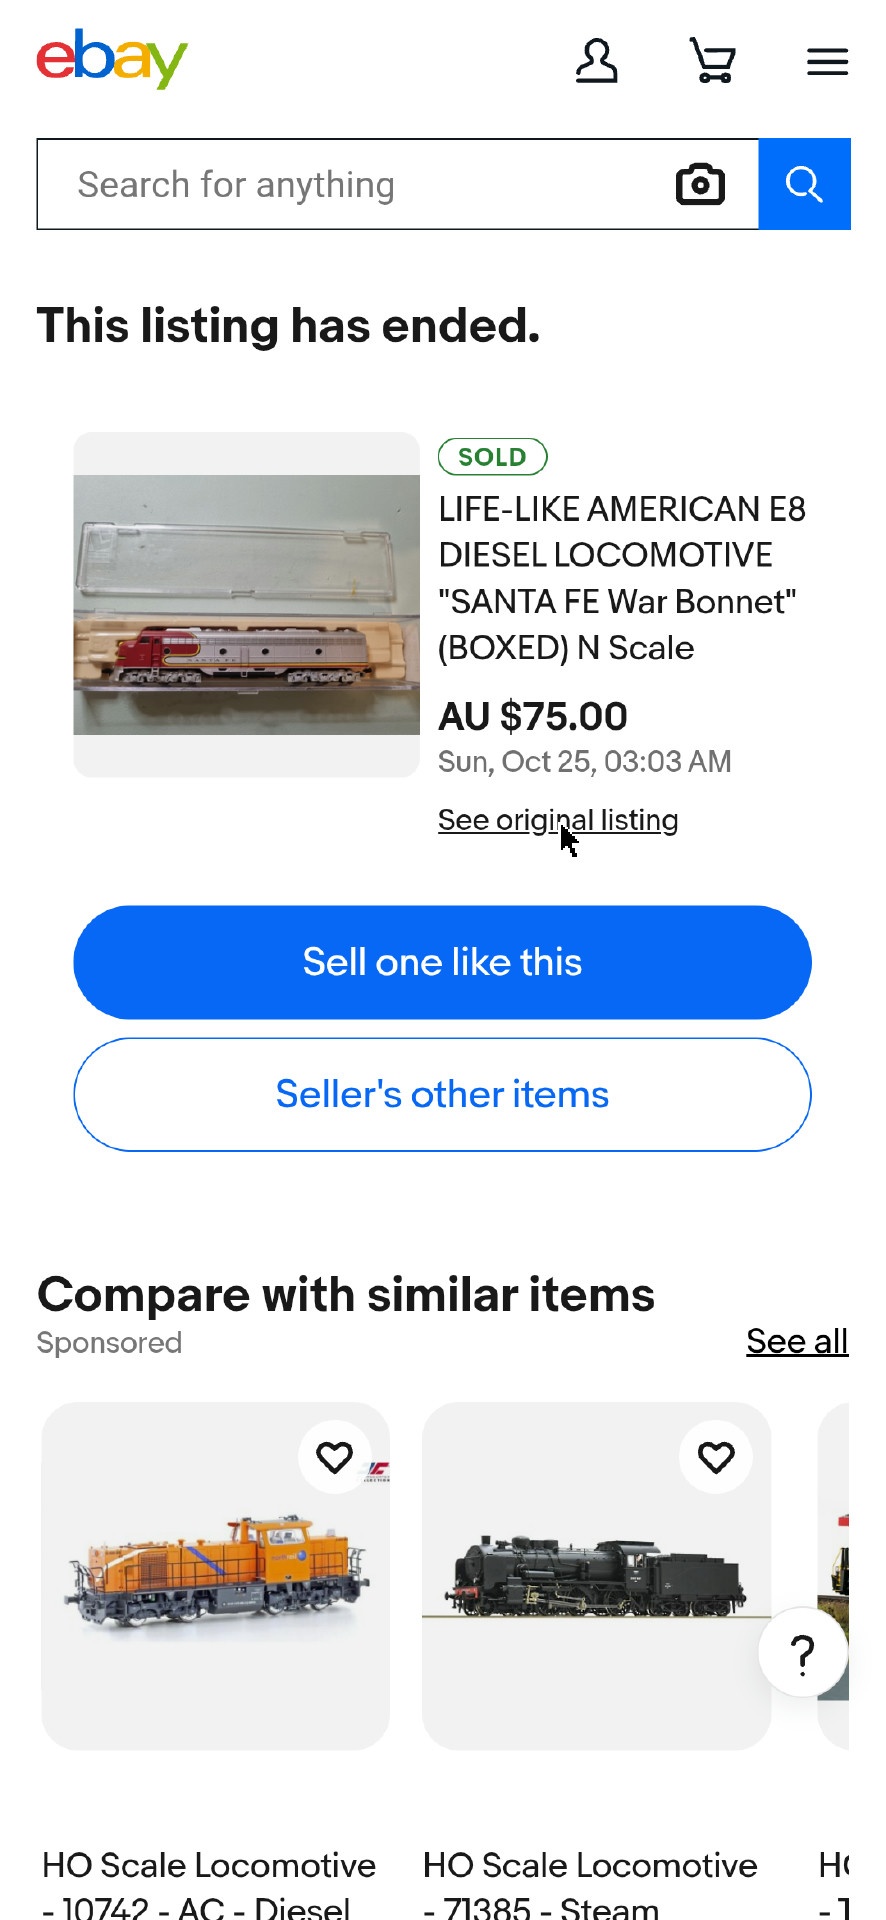 ebay
Search for anything
This listing has ended.
SOLD
LIFE-LIKE AMERICAN E8
DIESEL LOCOMOTIVE
"SANTA FE War Bonnet"
(BOXED) N Scale
AU $75.00
Sun, Oct 25, 03:03 AM
See original listing
Sell one like this
Seller's other items
Compare with similar items
Sponsored
See all
?
HO Scale Locomotive
- 10742 - AC - Diesel
HO Scale Locomotive
- 71385 - Steam